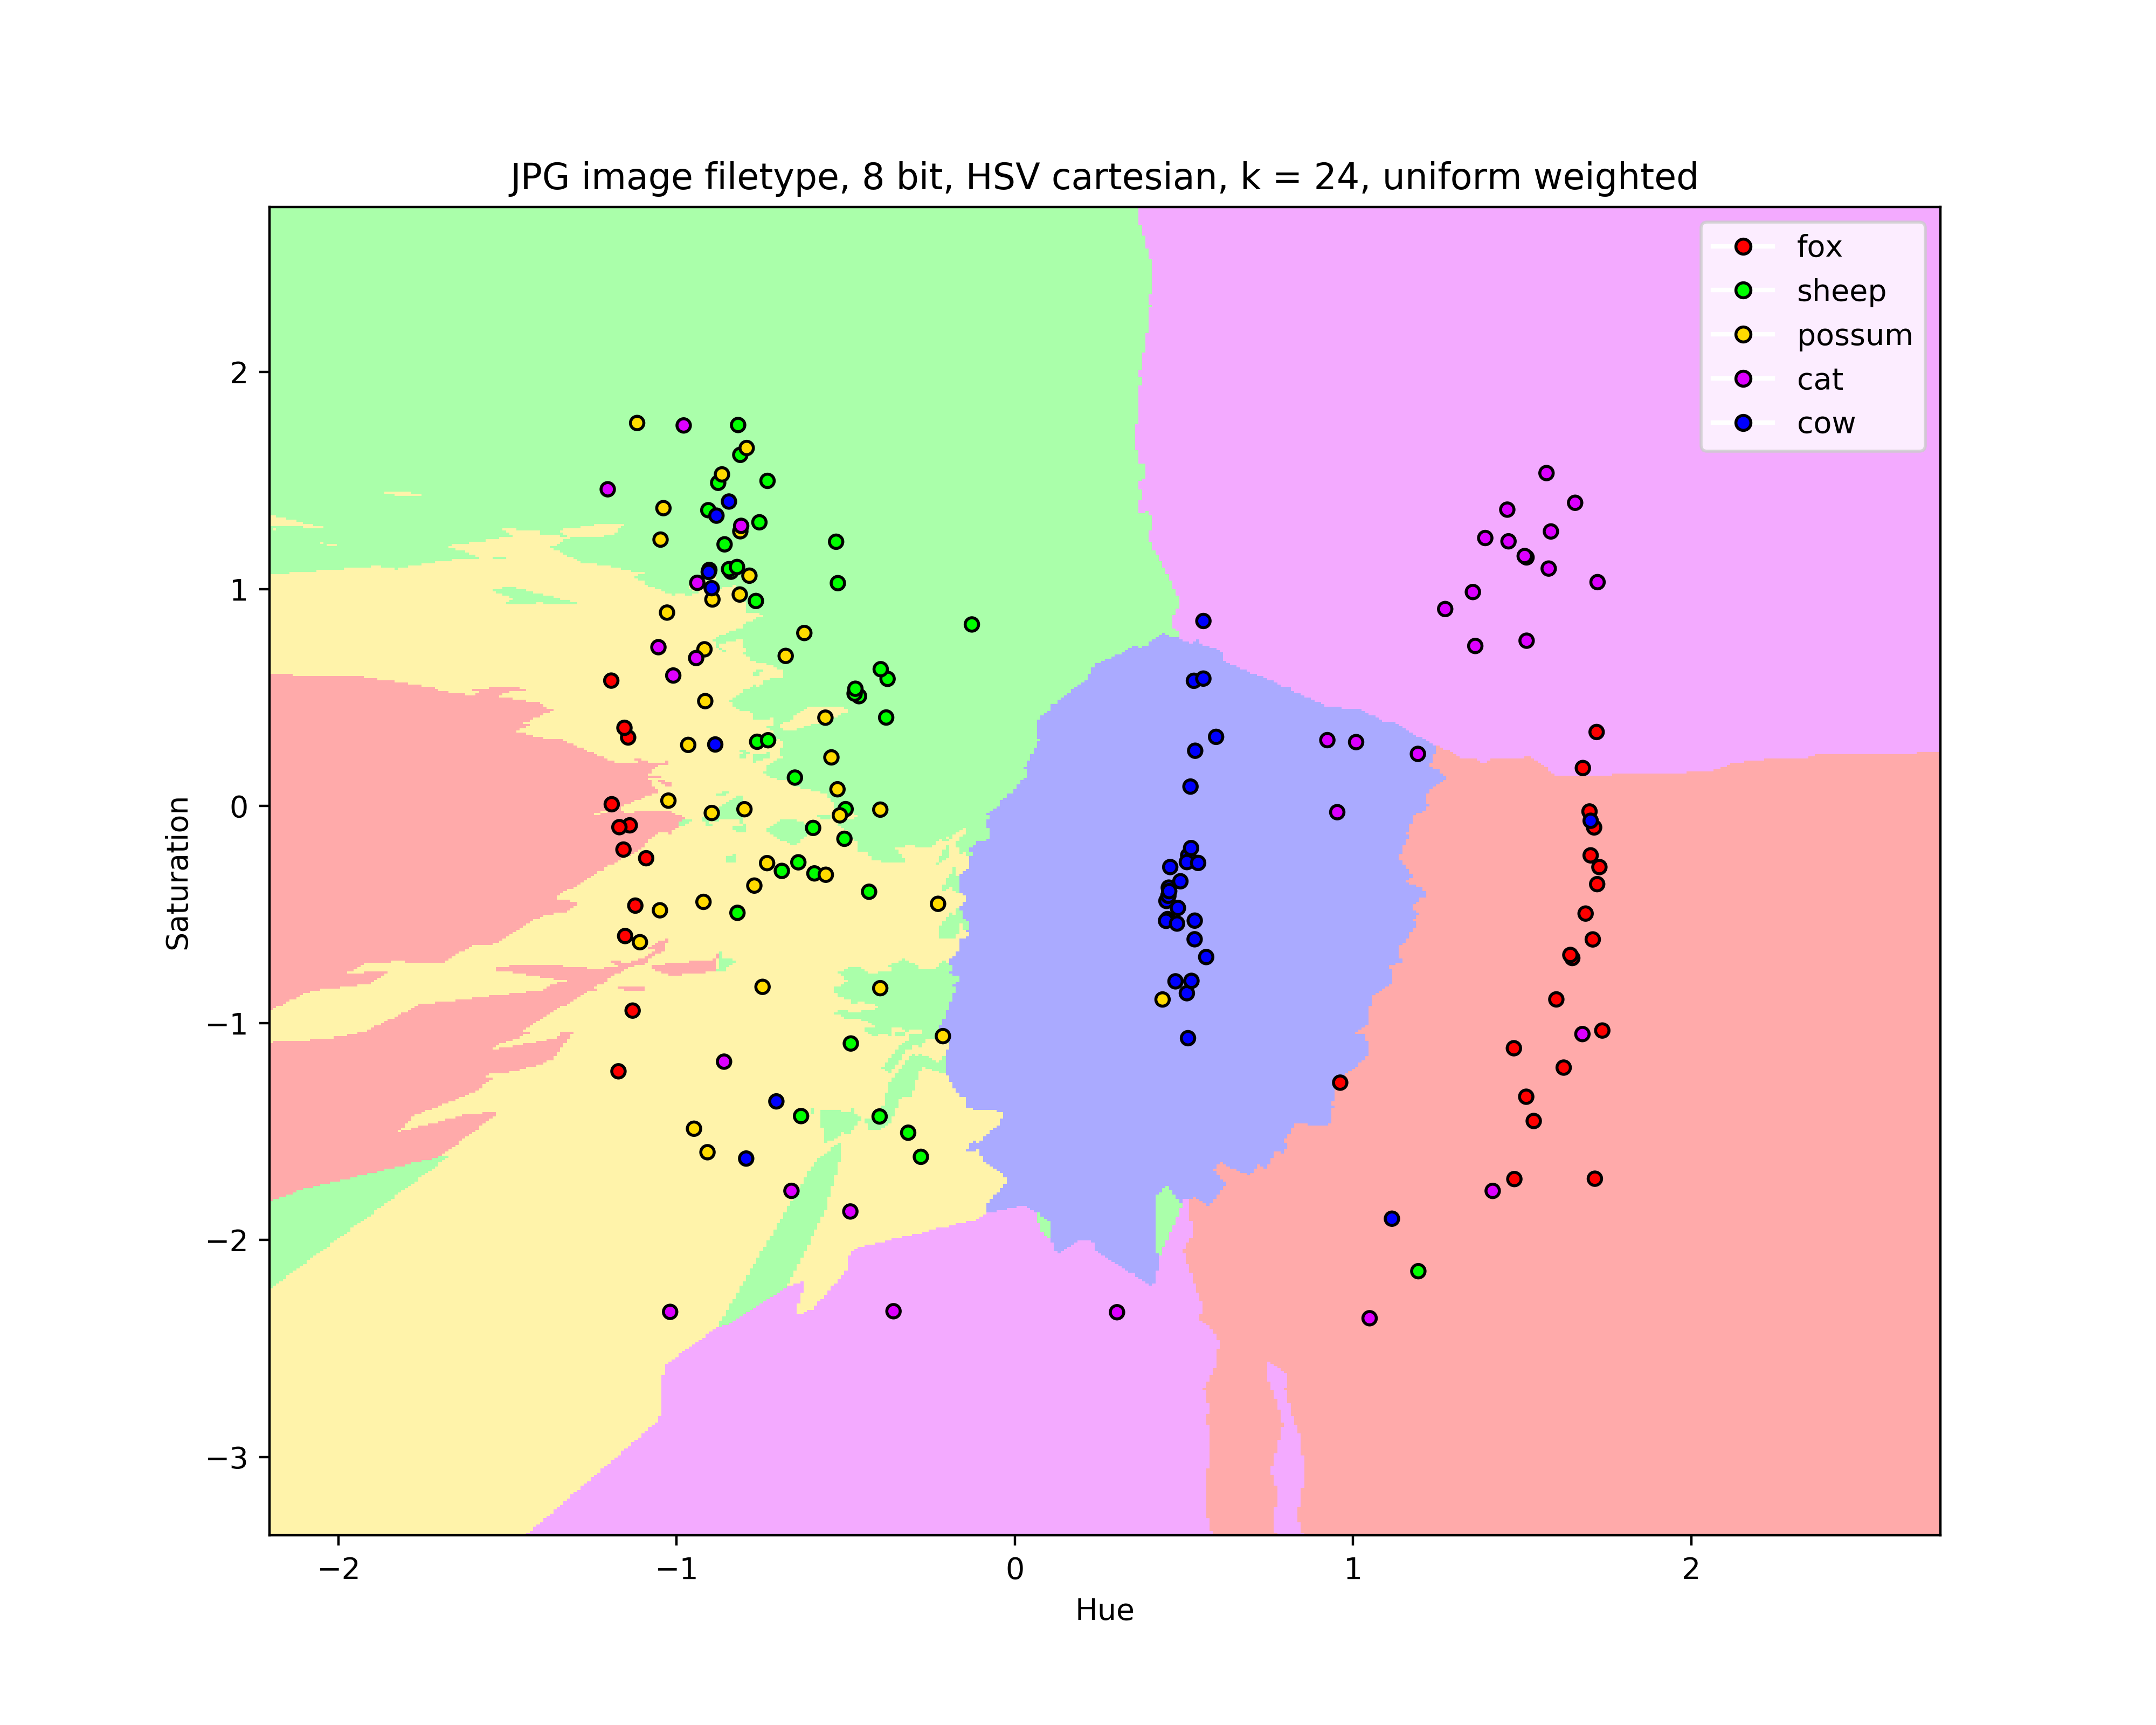 JPG image filetype, 8 bit, HSV cartesian, k = 24, uniform weighted
fox
sheep
possum
cat
cow
2
1
0
−1
−2
−3
Saturation
−2
−1
0
1
2
Hue